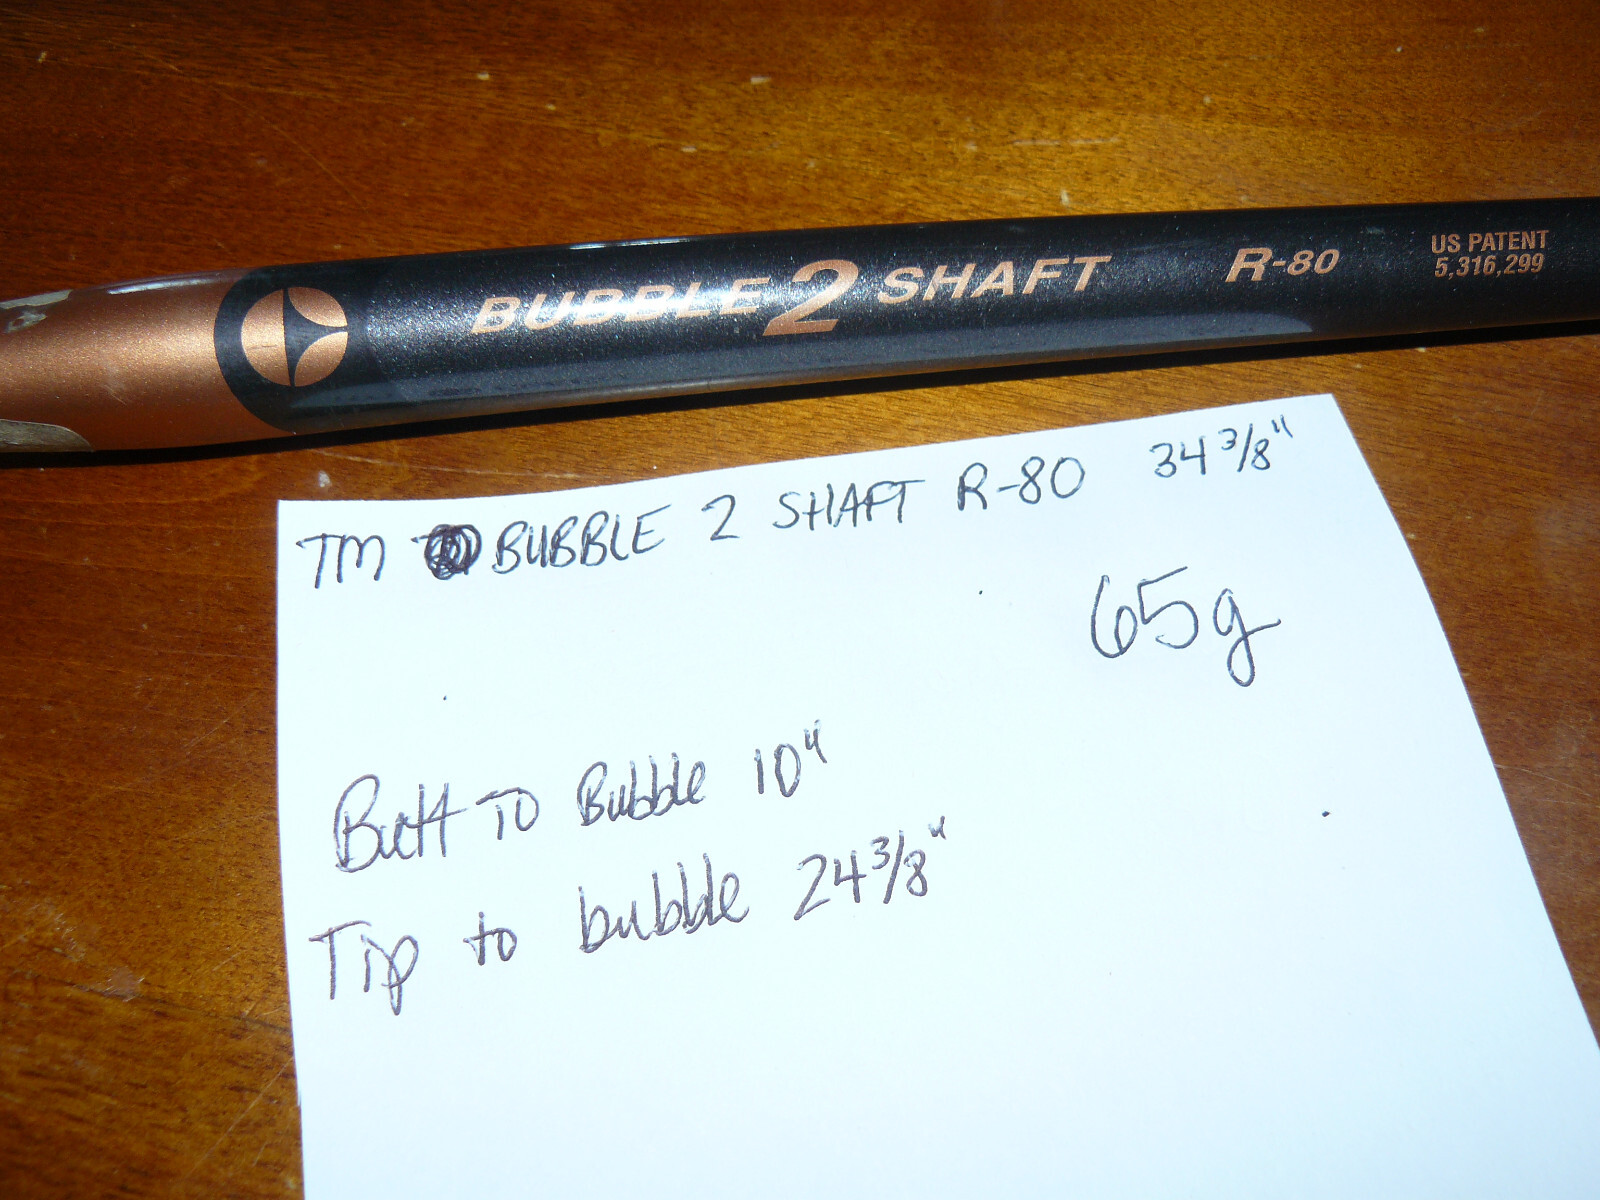 BUBBLE 2 SHAFT R-80 US PATENT
5,316,299
TM BUBBLE 2 SHAFT R-80 34 3/8"
65g
Butt To Bubble 10"
Tip to bubble 24 3/8"